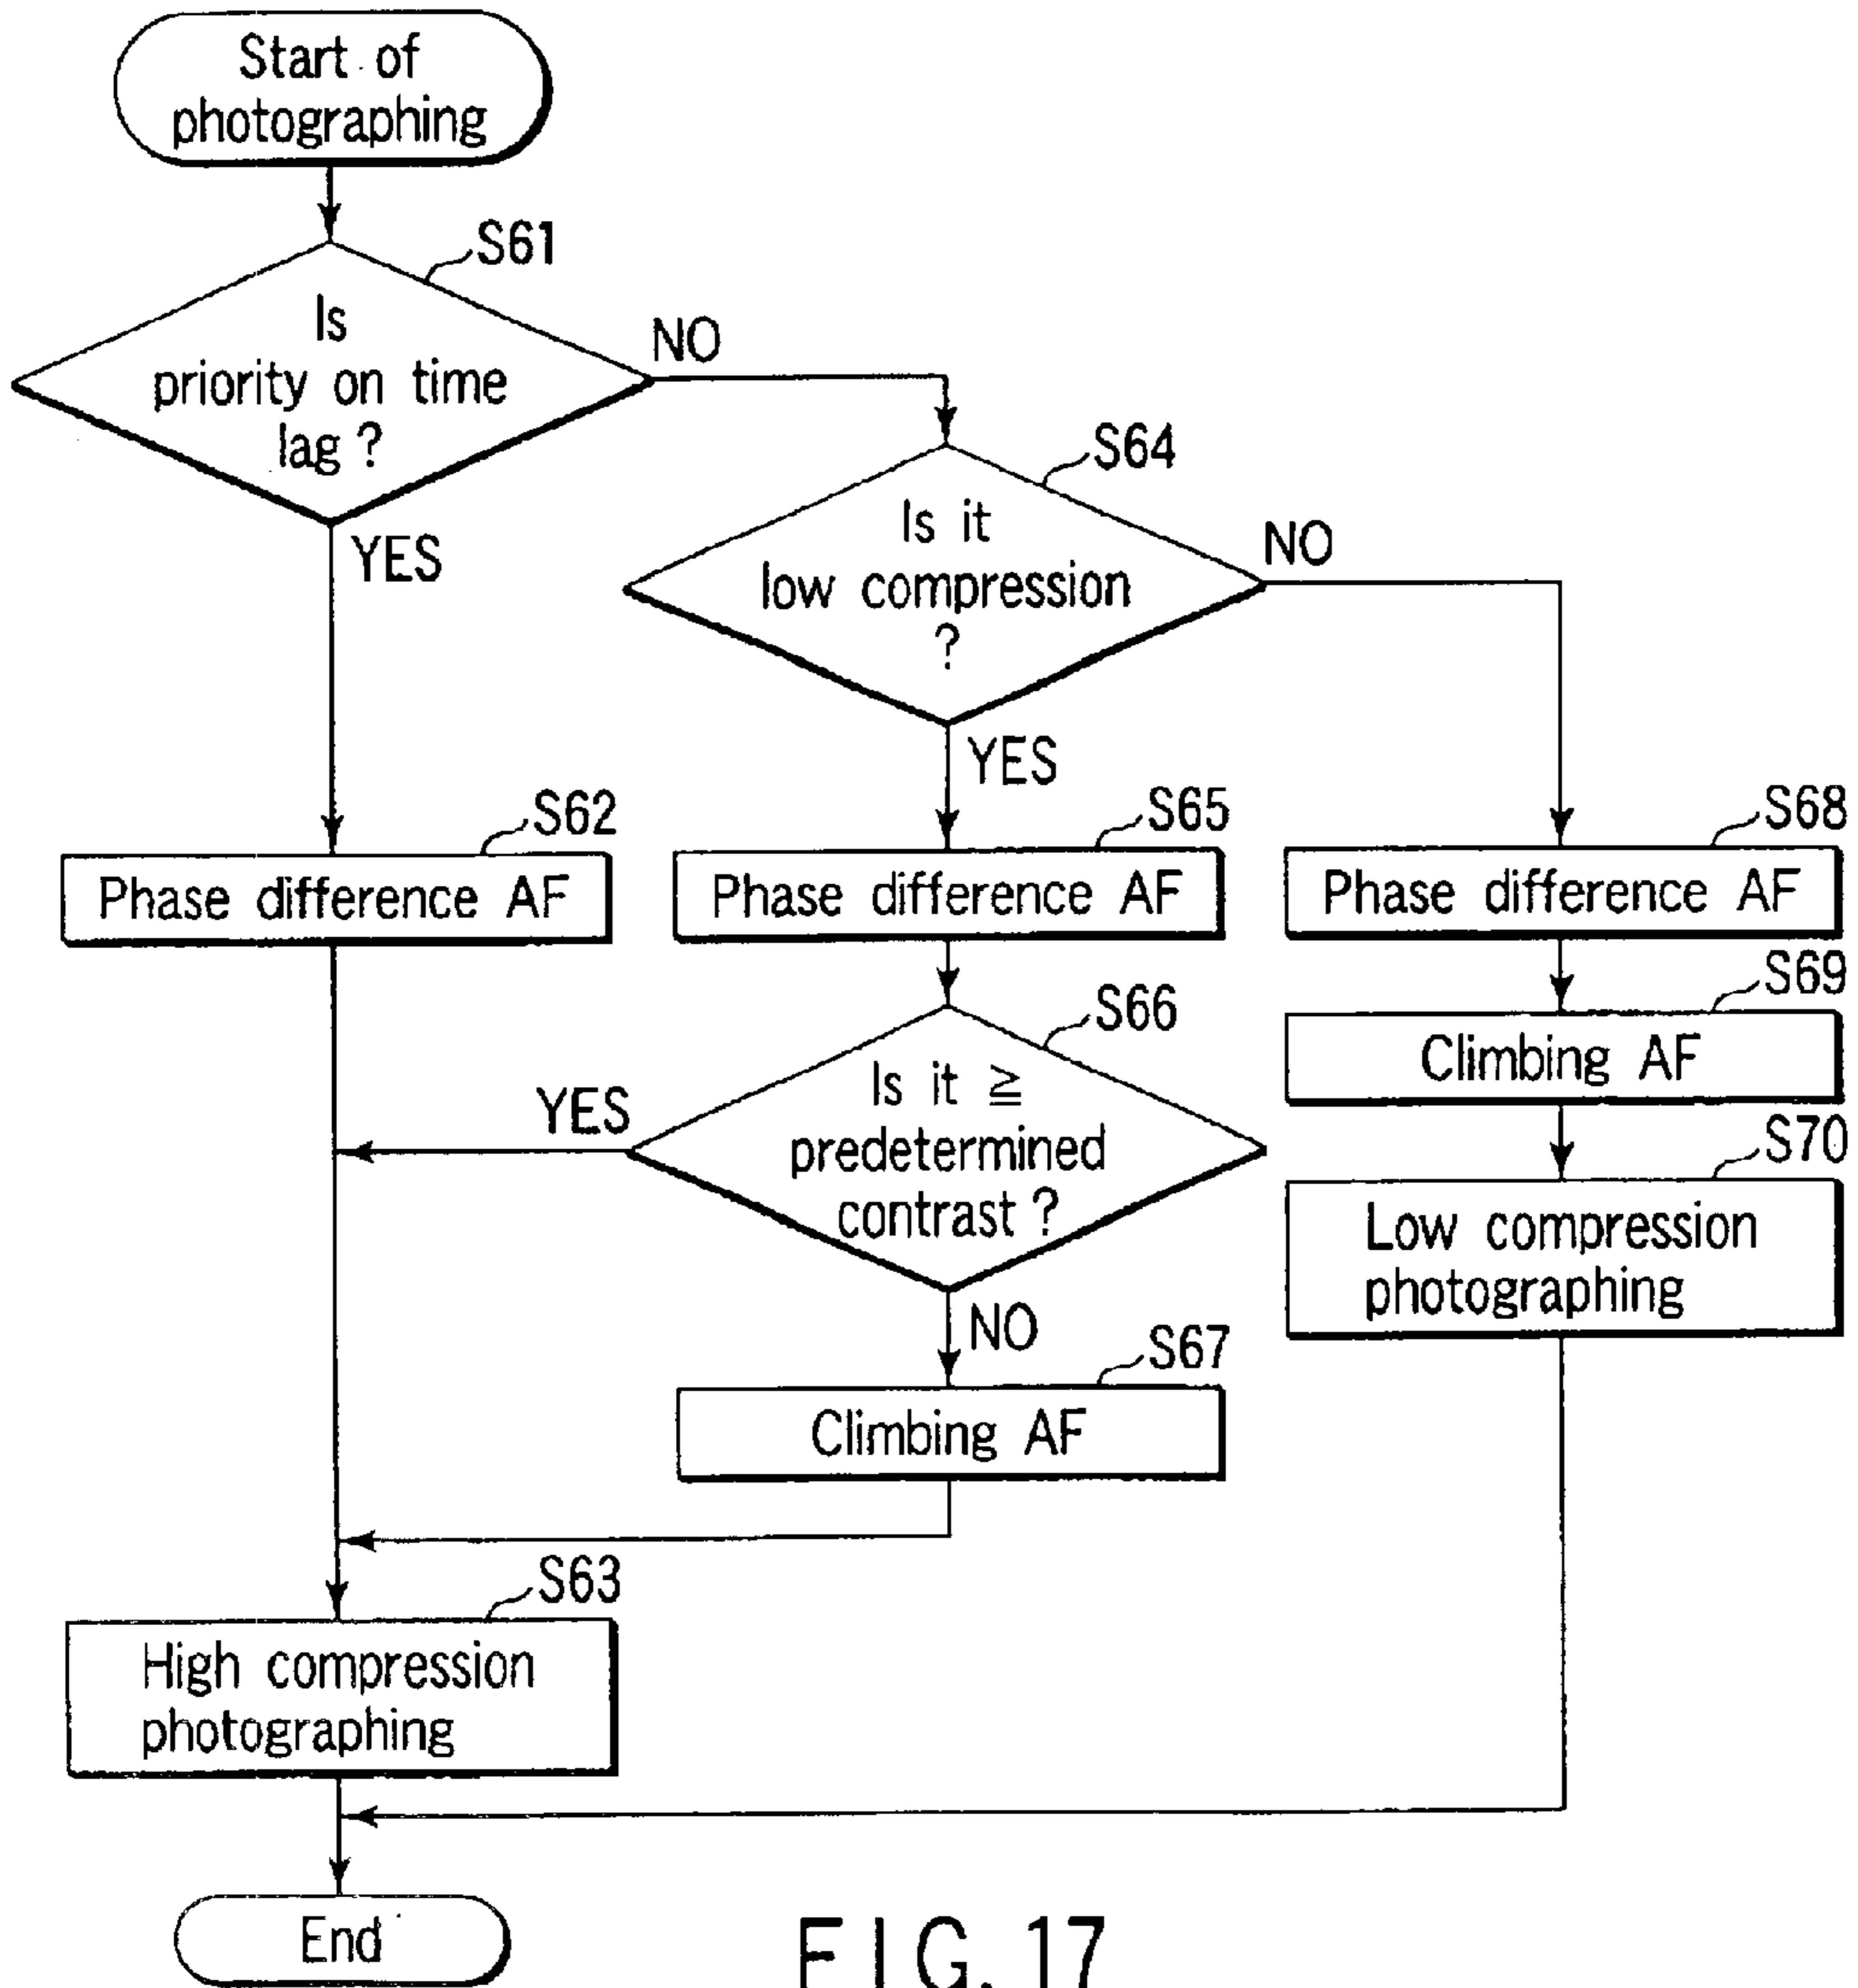 Start of
photographing
S61
Is
priority on time
lag ?
NO
YES
S64
Is it
low compression
?
NO
YES
S62
Phase difference AF
S65
Phase difference AF
S68
Phase difference AF
S66
Is it ≧
predetermined
contrast ?
YES
NO
S69
Climbing AF
S70
Low compression
photographing
S67
Climbing AF
S63
High compression
photographing
End
FIG. 17